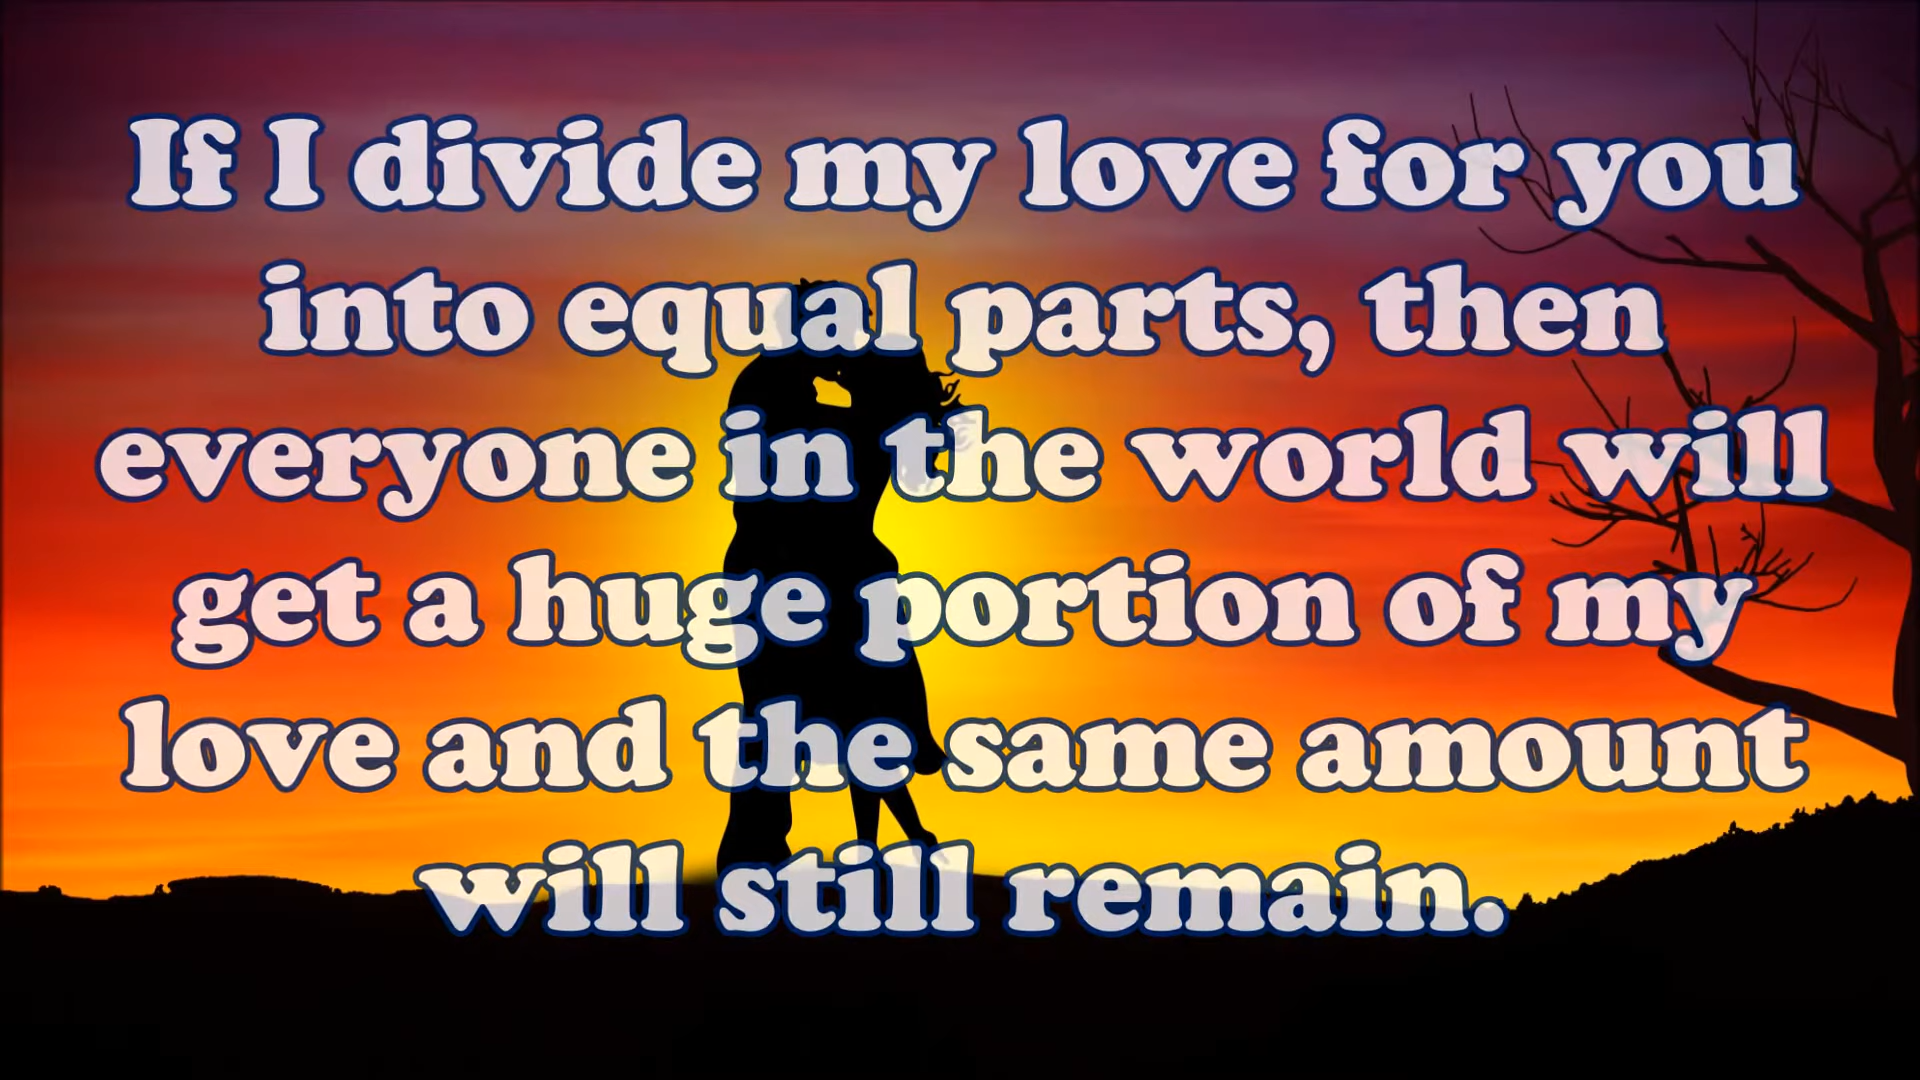 If I divide my love for you
into equal parts, then
everyone in the world will
get a huge portion of my
love and the same amount
will still remain.